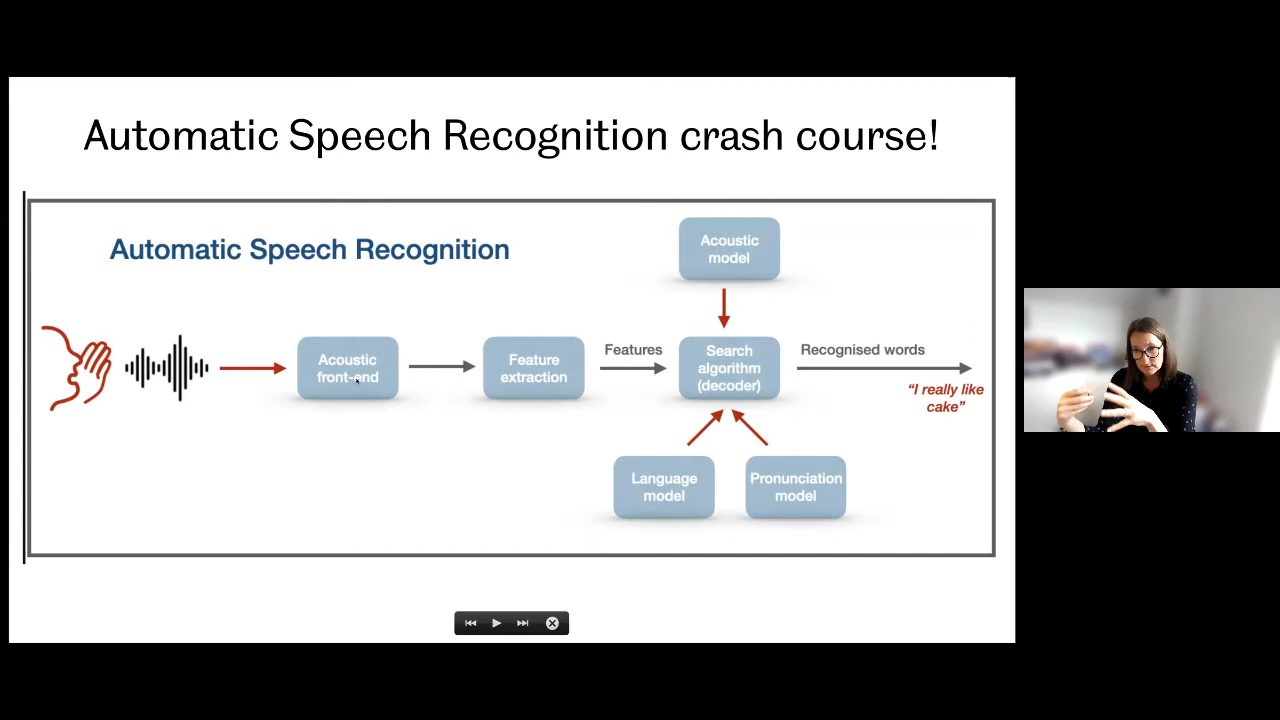 Automatic Speech Recognition crash course!
Automatic Speech Recognition
Acoustic
model
Acoustic
front-end
Feature
extraction
Features
Search
algorithm
(decoder)
Recognised words
“I really like
cake”
Language
model
Pronunciation
model